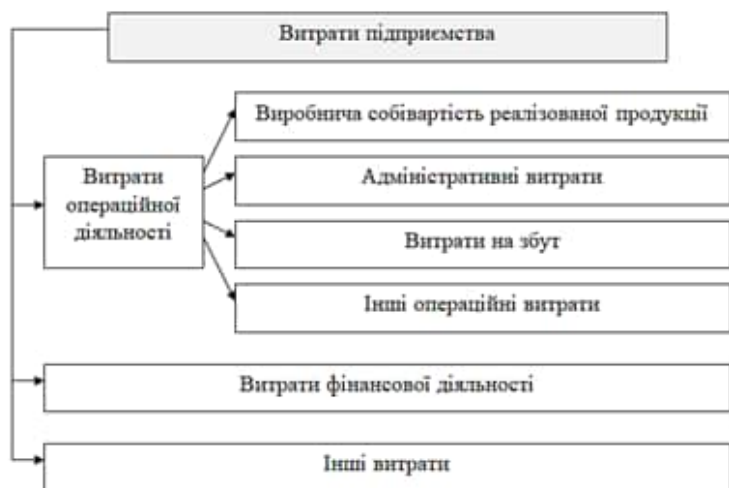 Витрати підприємства
Виробнича собівартість реалізованої продукції
Витрати
операційної
діяльності
Адміністративні витрати
Витрати на збут
Інші операційні витрати
Витрати фінансової діяльності
Інші витрати